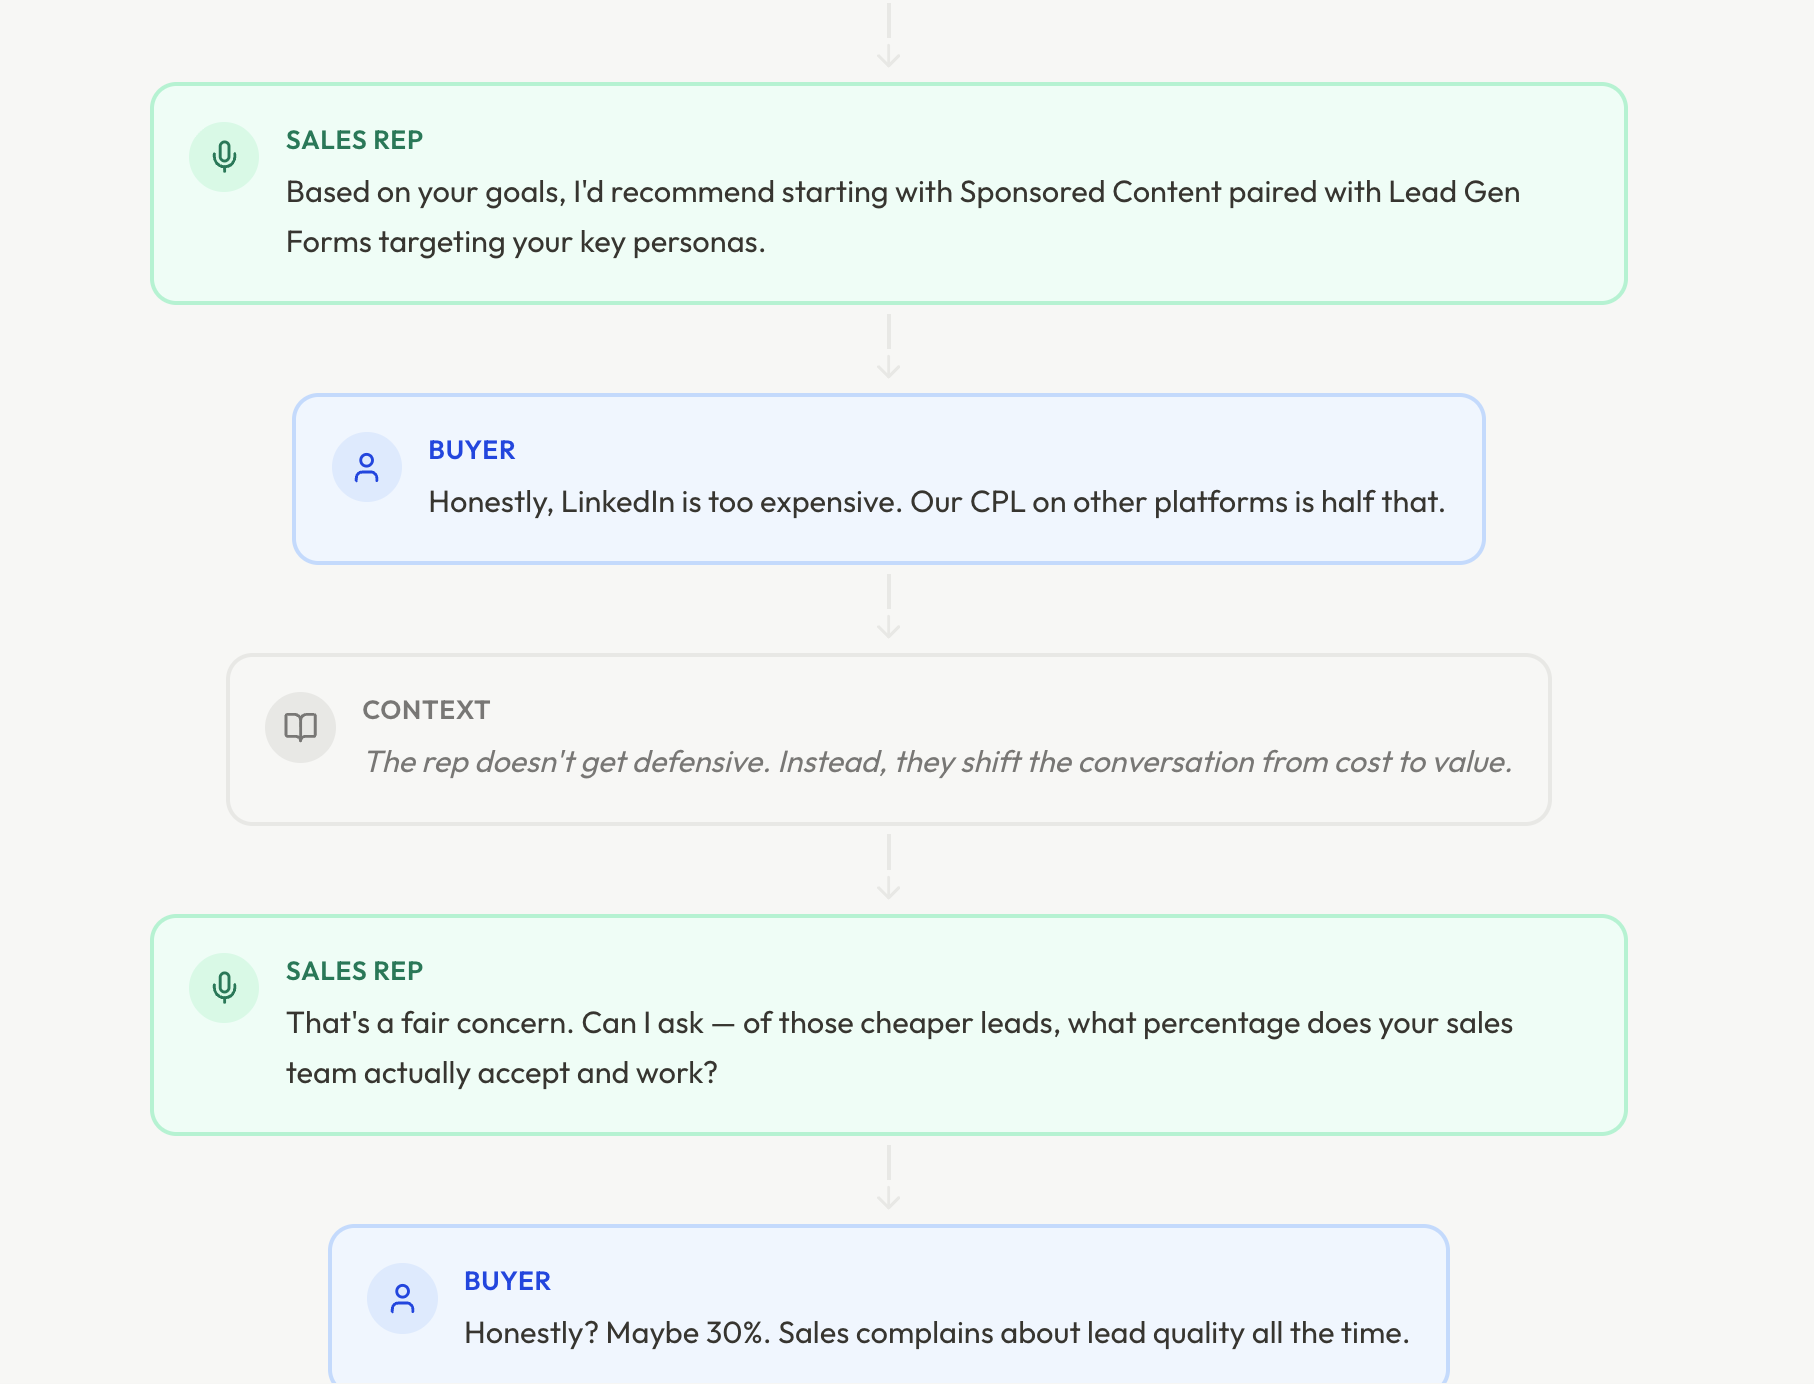 SALES REP
Based on your goals, I'd recommend starting with Sponsored Content paired with Lead Gen
Forms targeting your key personas.
BUYER
Honestly, LinkedIn is too expensive. Our CPL on other platforms is half that.
CONTEXT
The rep doesn't get defensive. Instead, they shift the conversation from cost to value.
SALES REP
That's a fair concern. Can I ask — of those cheaper leads, what percentage does your sales
team actually accept and work?
BUYER
Honestly? Maybe 30%. Sales complains about lead quality all the time.